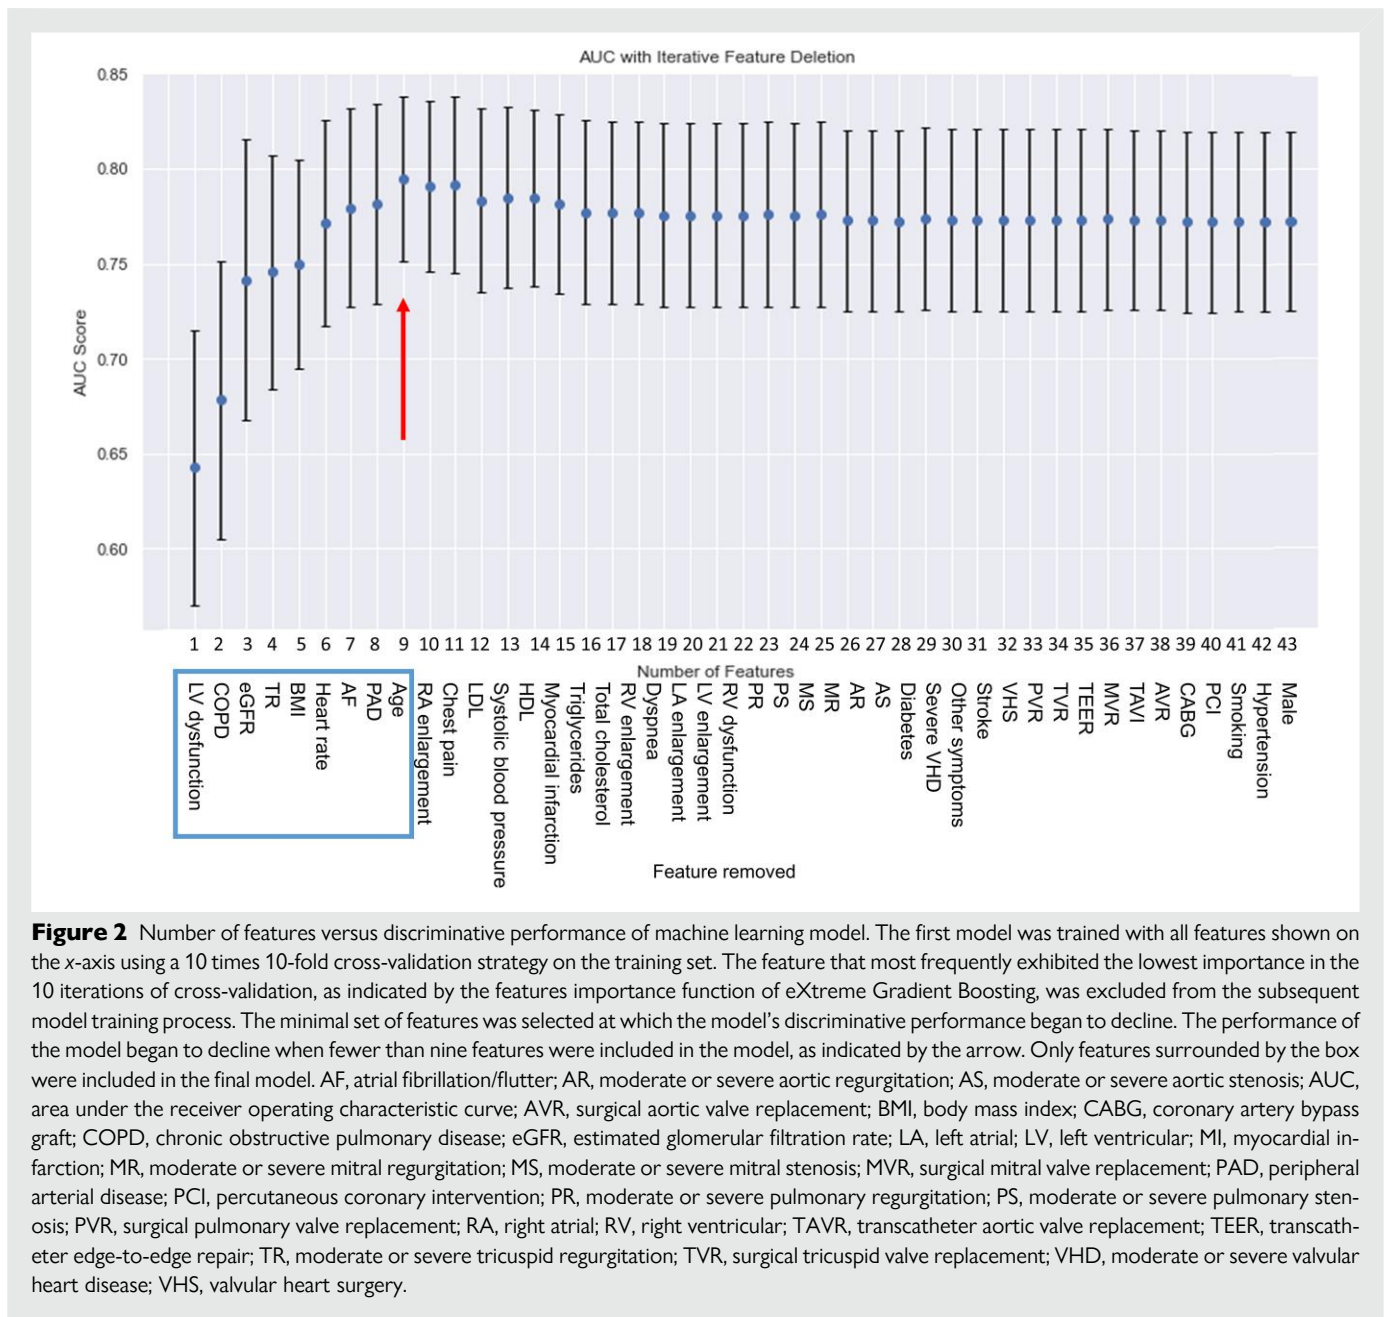 AUC with Iterative Feature Deletion
0.85
0.80
0.75
0.70
0.65
0.60
AUC Score
1 2 3 4 5 6 7 8 9 10 11 12 13 14 15 16 17 18 19 20 21 22 23 24 25 26 27 28 29 30 31 32 33 34 35 36 37 38 39 40 41 42 43
Number of Features
LV dysfunction
COPD
eGFR
TR
BMI
Heart rate
AF
PAD
Age
RA enlargement
Chest pain
LDL
Systolic blood pressure
HDL
Myocardial infarction
Triglycerides
Total cholesterol
RV enlargement
Dyspnea
LA enlargement
LV enlargement
RV dysfunction
PR
PS
MS
MR
AR
AS
Diabetes
Severe VHD
Other symptoms
Stroke
VHS
PVR
TVR
TEER
MVR
TAVI
AVR
CABG
PCI
Smoking
Hypertension
Male
Feature removed
Figure 2 Number of features versus discriminative performance of machine learning model. The first model was trained with all features shown on
the x-axis using a 10 times 10-fold cross-validation strategy on the training set. The feature that most frequently exhibited the lowest importance in the
10 iterations of cross-validation, as indicated by the features importance function of eXtreme Gradient Boosting, was excluded from the subsequent
model training process. The minimal set of features was selected at which the model's discriminative performance began to decline. The performance of
the model began to decline when fewer than nine features were included in the model, as indicated by the arrow. Only features surrounded by the box
were included in the final model. AF, atrial fibrillation/flutter; AR, moderate or severe aortic regurgitation; AS, moderate or severe aortic stenosis; AUC,
area under the receiver operating characteristic curve; AVR, surgical aortic valve replacement; BMI, body mass index; CABG, coronary artery bypass
graft; COPD, chronic obstructive pulmonary disease; eGFR, estimated glomerular filtration rate; LA, left atrial; LV, left ventricular; MI, myocardial in-
farction; MR, moderate or severe mitral regurgitation; MS, moderate or severe mitral stenosis; MVR, surgical mitral valve replacement; PAD, peripheral
arterial disease; PCI, percutaneous coronary intervention; PR, moderate or severe pulmonary regurgitation; PS, moderate or severe pulmonary sten-
osis; PVR, surgical pulmonary valve replacement; RA, right atrial; RV, right ventricular; TAVR, transcatheter aortic valve replacement; TEER, transcath-
eter edge-to-edge repair; TR, moderate or severe tricuspid regurgitation; TVR, surgical tricuspid valve replacement; VHD, moderate or severe valvular
heart disease; VHS, valvular heart surgery.